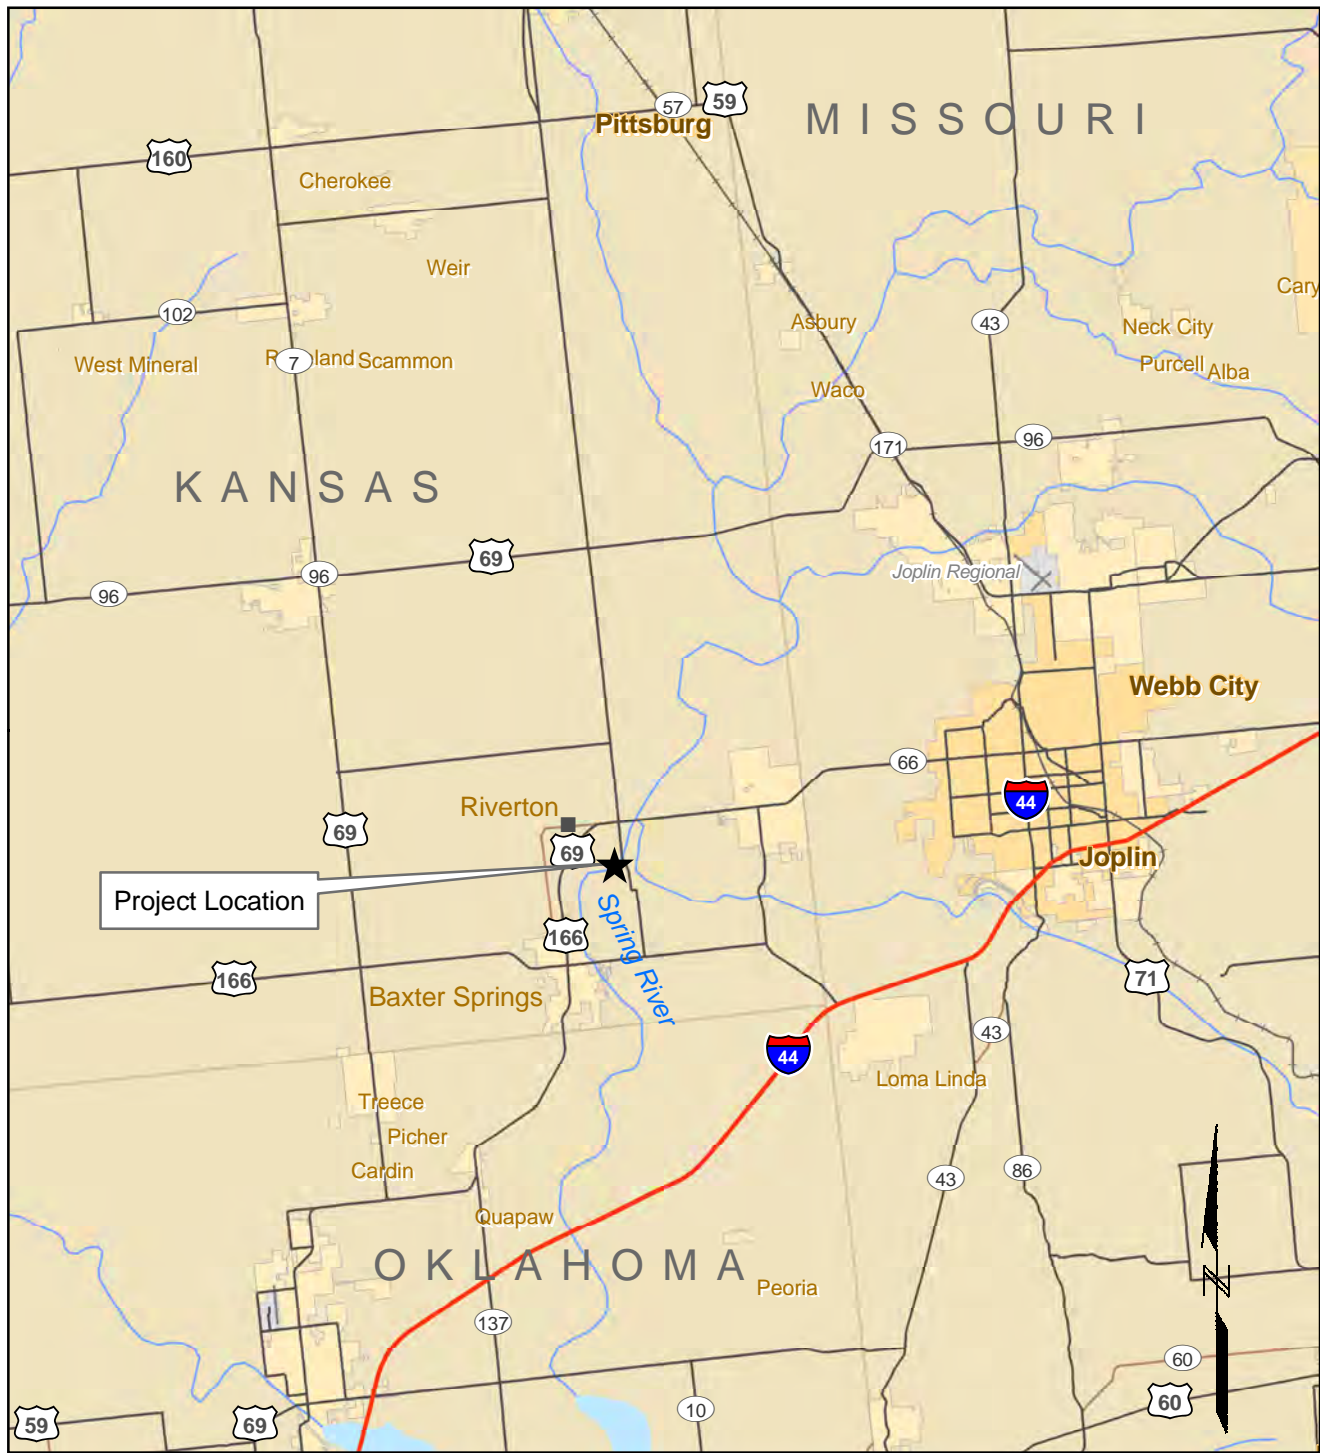 57
59
MISSOURI
Pittsburg
160
Cherokee
Weir
Cary
102
Asbury
43
Neck City
West Mineral
7
Scammon
Purcell
Alba
Waco
171
96
KANSAS
69
Joplin Regional
96
96
Webb City
66
44
Riverton
69
69
Joplin
Project Location
Spring River
166
166
71
Baxter Springs
43
44
Loma Linda
Treece
Picher
Cardin
43
86
Quapaw
OKLAHOMA
Peoria
N
137
60
59
69
10
60